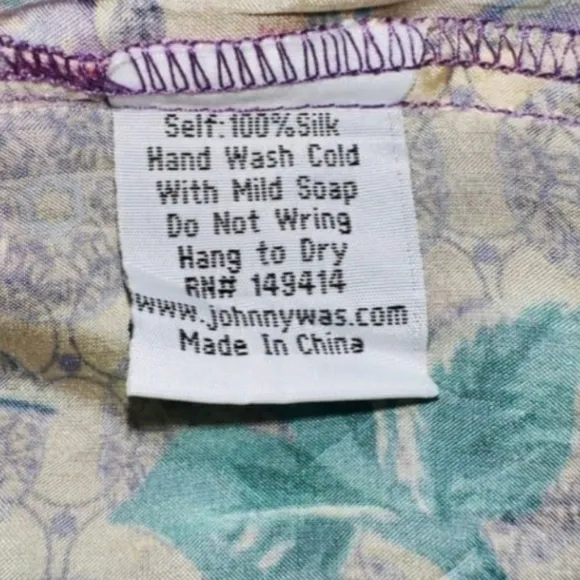 Self:100%Silk
Hand Wash Cold
With Mild Soap
Do Not Wring
Hang to Dry
RN# 149414
www.johnnywas.com
Made In China